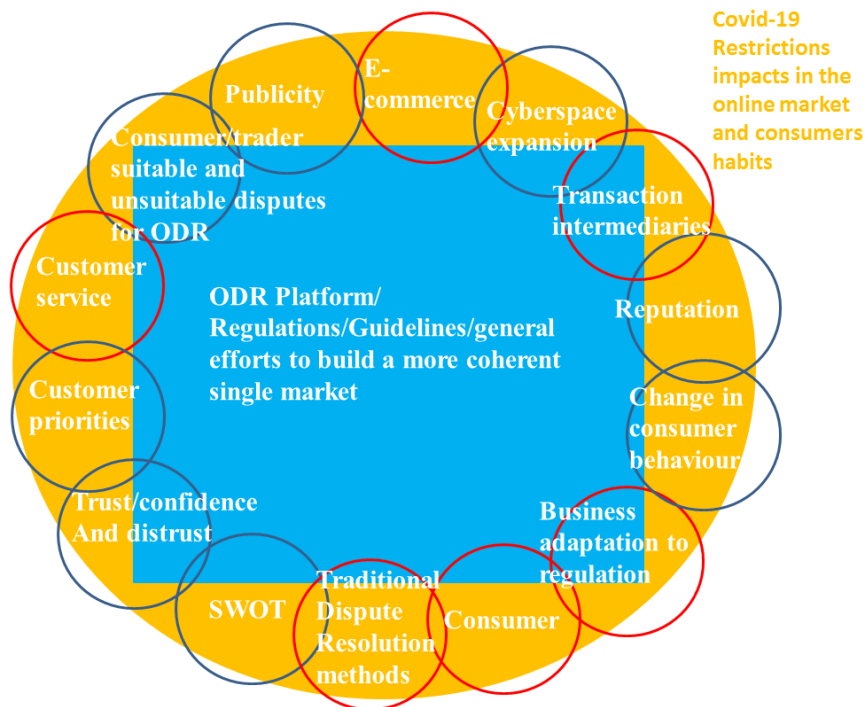 Covid-19
Restrictions
impacts in the
online market
and consumers
habits
E-
commerce
Publicity
Cyberspace
expansion
Consumer/trader
suitable and
unsuitable disputes
for ODR
Transaction
intermediaries
Customer
service
ODR Platform/
Regulations/Guidelines/general
efforts to build a more coherent
single market
Reputation
Customer
priorities
Change in
consumer
behaviour
Trust/confidence
And distrust
Business
adaptation to
regulation
SWOT
Traditional
Dispute
Resolution
methods
Consumer